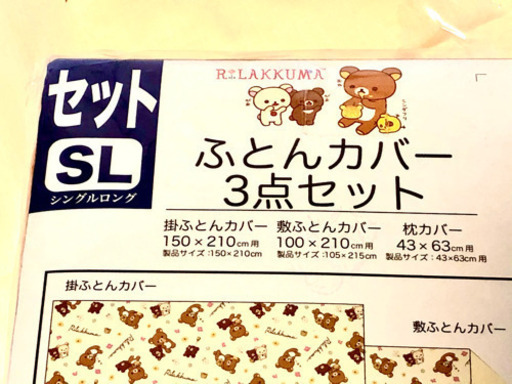 セット
SL
シングルロング
RILAKKUMA
ふとんカバー
3点セット
掛ふとんカバー
150×210cm用
製品サイズ:150×210cm
敷ふとんカバー
100×210cm用
製品サイズ:105×215cm
枕カバー
43×63cm用
製品サイズ:43×63cm用
掛ふとんカバー
敷ふとんカバー
Rilakkuma
Rilakkuma